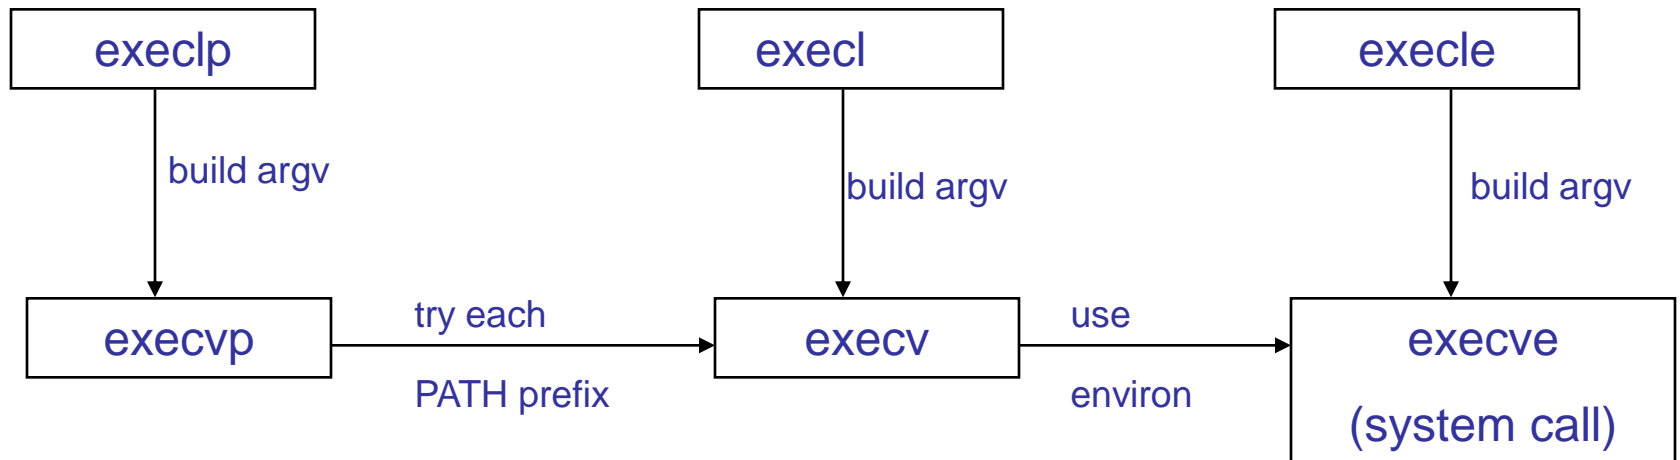 execlp
execl
execle
build argv
build argv
build argv
execvp
try each
PATH prefix
execv
use
environ
execve
(system call)